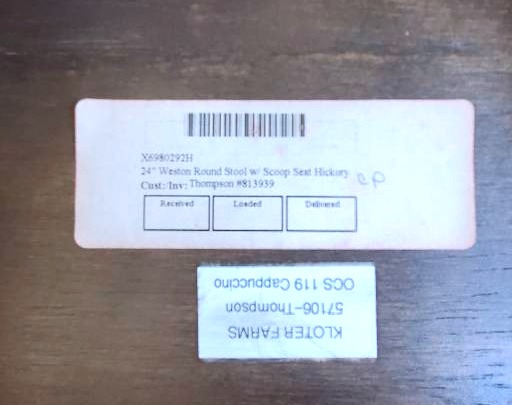 X6980292H
24" Weston Round Stool w/ Scoop Seat Hickory
Cust: Inv: Thompson #813939
Received Loaded Delivered
KLOTER FARMS
57106-Thompson
OCS 119 Cappuccino